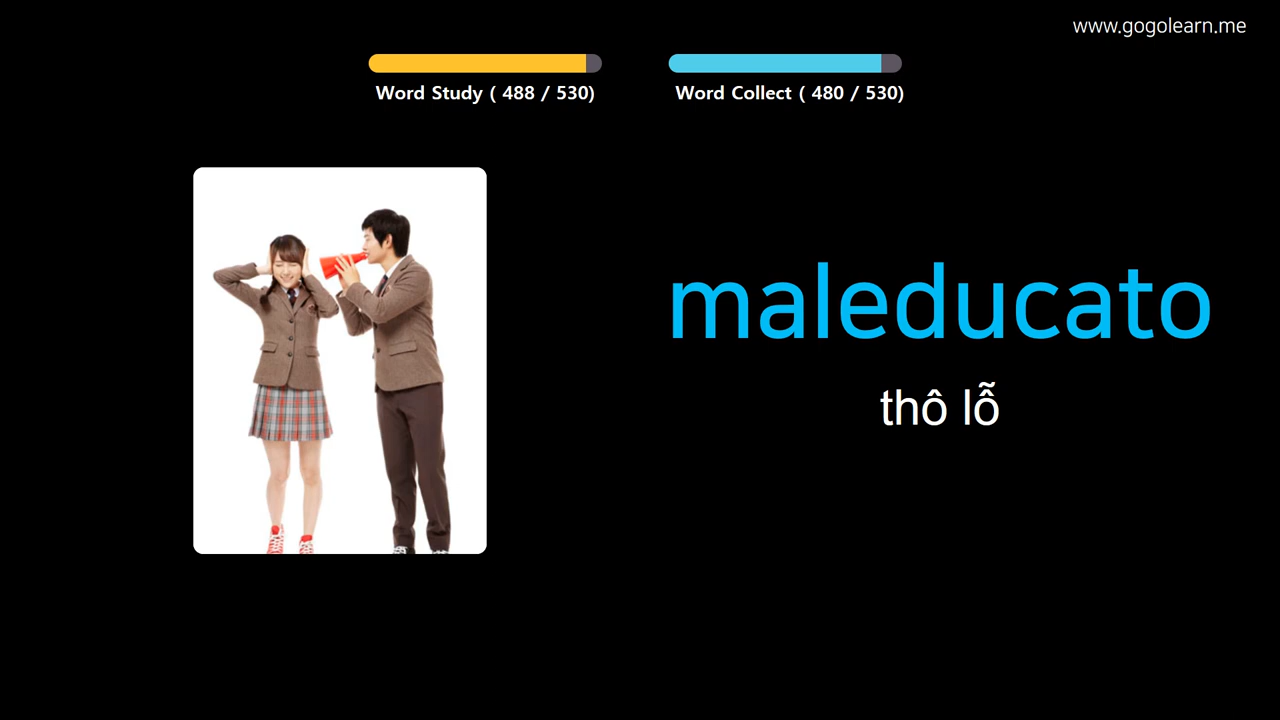 www.gogolearn.me
Word Study ( 488 / 530)
Word Collect ( 480 / 530)
maleducato
thô lỗ